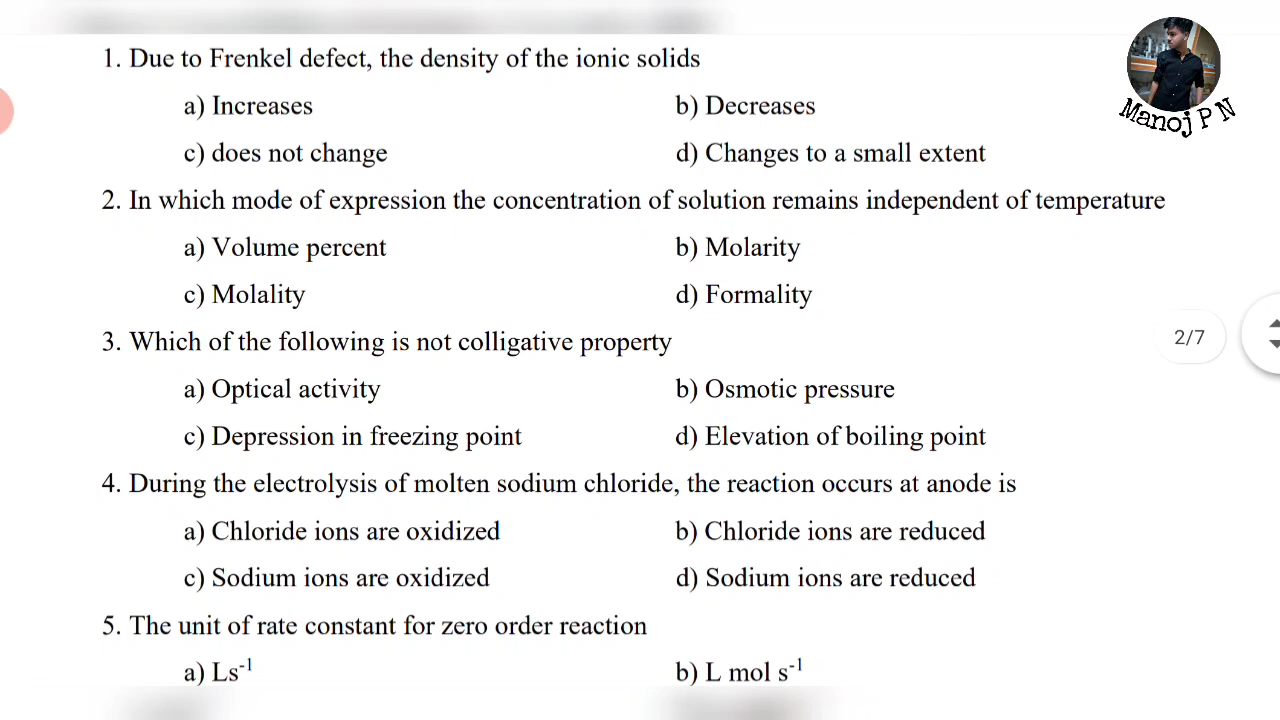 1. Due to Frenkel defect, the density of the ionic solids
a) Increases b) Decreases
c) does not change d) Changes to a small extent
2. In which mode of expression the concentration of solution remains independent of temperature
a) Volume percent b) Molarity
c) Molality d) Formality
3. Which of the following is not colligative property
a) Optical activity b) Osmotic pressure
c) Depression in freezing point d) Elevation of boiling point
4. During the electrolysis of molten sodium chloride, the reaction occurs at anode is
a) Chloride ions are oxidized b) Chloride ions are reduced
c) Sodium ions are oxidized d) Sodium ions are reduced
5. The unit of rate constant for zero order reaction
a) Ls⁻¹ b) L mol s⁻¹
Manoj P N
2/7